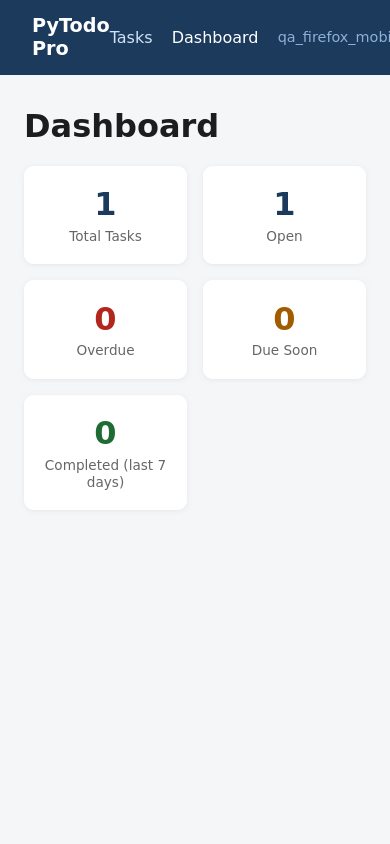 PyTodo
Pro
Tasks Dashboard qa_firefox_mobi
Dashboard
1
Total Tasks
1
Open
0
Overdue
0
Due Soon
0
Completed (last 7
days)